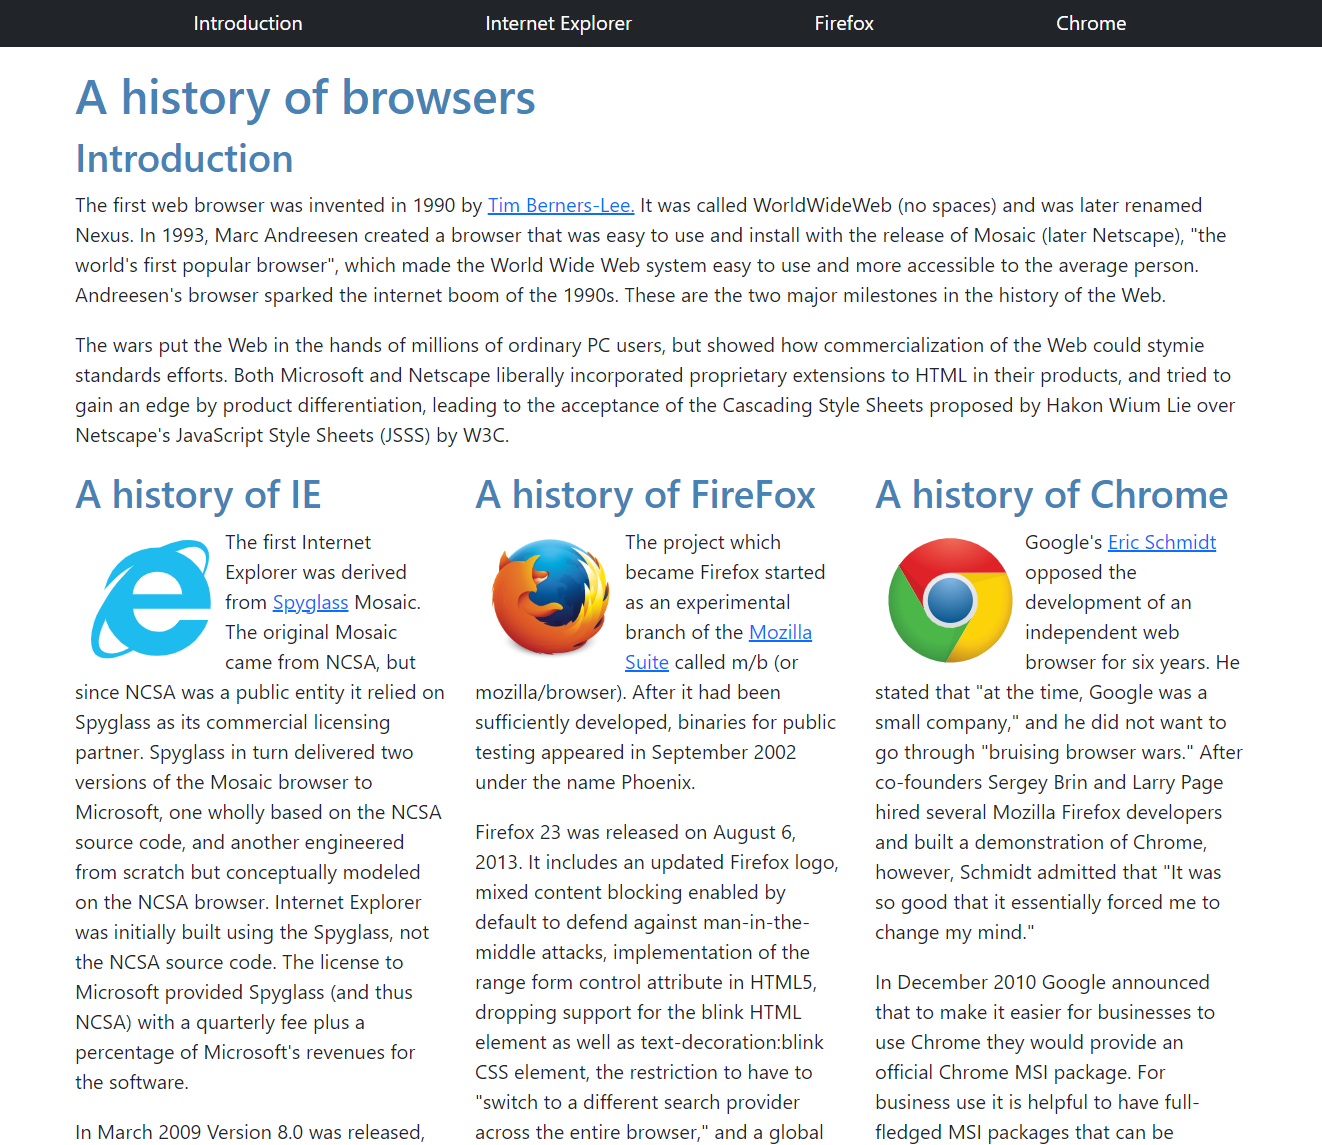 Introduction
Internet Explorer
Firefox
Chrome
A history of browsers
Introduction
The first web browser was invented in 1990 by Tim Berners-Lee. It was called WorldWideWeb (no spaces) and was later renamed
Nexus. In 1993, Marc Andreesen created a browser that was easy to use and install with the release of Mosaic (later Netscape), "the
world's first popular browser", which made the World Wide Web system easy to use and more accessible to the average person.
Andreesen's browser sparked the internet boom of the 1990s. These are the two major milestones in the history of the Web.
The wars put the Web in the hands of millions of ordinary PC users, but showed how commercialization of the Web could stymie
standards efforts. Both Microsoft and Netscape liberally incorporated proprietary extensions to HTML in their products, and tried to
gain an edge by product differentiation, leading to the acceptance of the Cascading Style Sheets proposed by Hakon Wium Lie over
Netscape's JavaScript Style Sheets (JSSS) by W3C.
A history of IE
The first Internet
Explorer was derived
from Spyglass Mosaic.
The original Mosaic
came from NCSA, but
since NCSA was a public entity it relied on
Spyglass as its commercial licensing
partner. Spyglass in turn delivered two
versions of the Mosaic browser to
Microsoft, one wholly based on the NCSA
source code, and another engineered
from scratch but conceptually modeled
on the NCSA browser. Internet Explorer
was initially built using the Spyglass, not
the NCSA source code. The license to
Microsoft provided Spyglass (and thus
NCSA) with a quarterly fee plus a
percentage of Microsoft's revenues for
the software.
In March 2009 Version 8.0 was released,
A history of FireFox
The project which
became Firefox started
as an experimental
branch of the Mozilla
Suite called m/b (or
mozilla/browser). After it had been
sufficiently developed, binaries for public
testing appeared in September 2002
under the name Phoenix.
Firefox 23 was released on August 6,
2013. It includes an updated Firefox logo,
mixed content blocking enabled by
default to defend against man-in-the-
middle attacks, implementation of the
range form control attribute in HTML5,
dropping support for the blink HTML
element as well as text-decoration:blink
CSS element, the restriction to have to
"switch to a different search provider
across the entire browser," and a global
A history of Chrome
Google's Eric Schmidt
opposed the
development of an
independent web
browser for six years. He
stated that "at the time, Google was a
small company," and he did not want to
go through "bruising browser wars." After
co-founders Sergey Brin and Larry Page
hired several Mozilla Firefox developers
and built a demonstration of Chrome,
however, Schmidt admitted that "It was
so good that it essentially forced me to
change my mind."
In December 2010 Google announced
that to make it easier for businesses to
use Chrome they would provide an
official Chrome MSI package. For
business use it is helpful to have full-
fledged MSI packages that can be